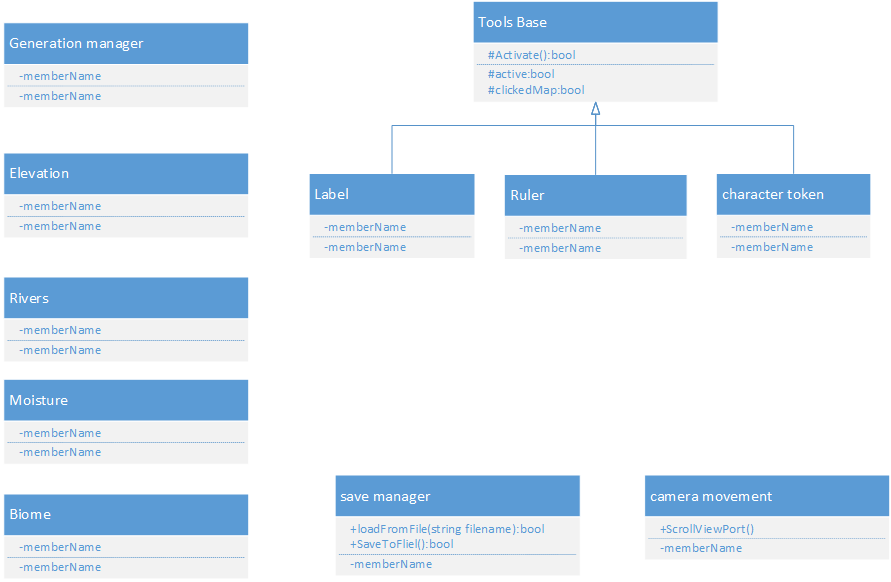 Generation manager
-memberName
-memberName
Elevation
-memberName
-memberName
Rivers
-memberName
-memberName
Moisture
-memberName
-memberName
Biome
-memberName
-memberName
Tools Base
#Activate():bool
#active:bool
#clickedMap:bool
Label
-memberName
-memberName
Ruler
-memberName
-memberName
character token
-memberName
-memberName
save manager
+loadFromFile(string filename):bool
+SaveToFliel():bool
-memberName
camera movement
+ScrollViewPort()
-memberName